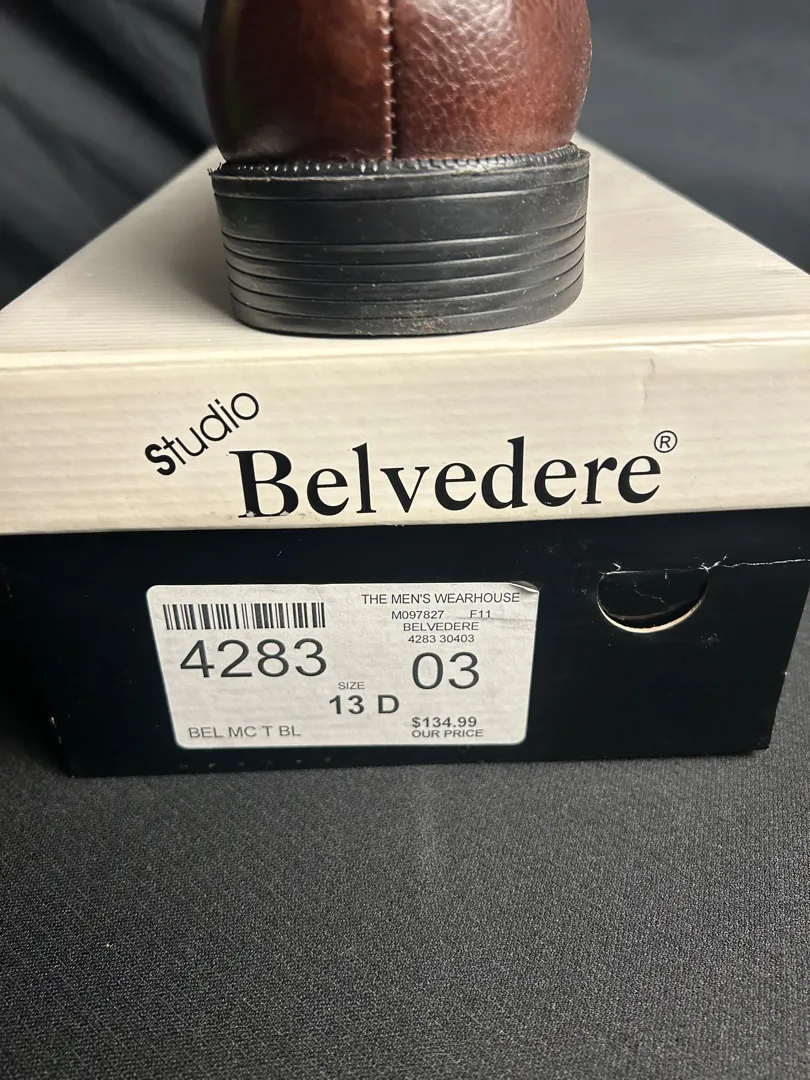 Studio
Belvedere®
THE MEN'S WEARHOUSE
M097827 F11
BELVEDERE
4283 30403
4283
03
SIZE
13 D
$134.99
BEL MC T BL
OUR PRICE